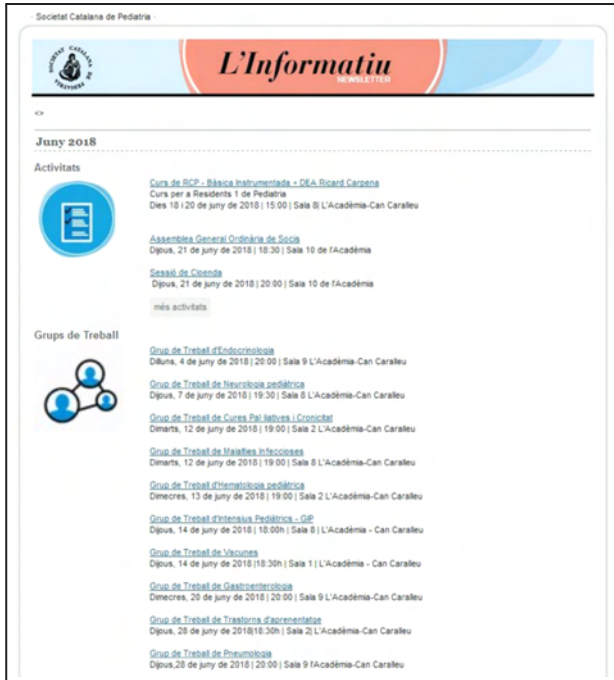 Societat Catalana de Pediatria
SOCIETAT CATALANA DE PEDIATRIA
L'Informatiu
NEWSLETTER
<>
Juny 2018
Activitats
Curs de RCP - Bàsica Instrumentada + DEA Ricard Carpena
Curs per a Residents 1 de Pediatria
Dies 18 i 20 de juny de 2018 | 15:00 | Sala 8| L'Acadèmia-Can Caralleu
Assemblea General Ordinària de Socis
Dijous, 21 de juny de 2018 | 18:30 | Sala 10 de l'Acadèmia
Sessió de Cloenda
Dijous, 21 de juny de 2018 | 20:00 | Sala 10 de l'Acadèmia
més activitats
Grups de Treball
Grup de Treball d'Endocrinologia
Dilluns, 4 de juny de 2018 | 20:00 | Sala 9 L'Acadèmia-Can Caralleu
Grup de Treball de Neurologia pediàtrica
Dijous, 7 de juny de 2018 | 19:30 | Sala 8 L'Acadèmia-Can Caralleu
Grup de Treball de Cures Pal·liatives i Cronicitat
Dimarts, 12 de juny de 2018 | 19:00 | Sala 2 L'Acadèmia-Can Caralleu
Grup de Treball de Malalties Infeccioses
Dimarts, 12 de juny de 2018 | 19:00 | Sala 8 L'Acadèmia-Can Caralleu
Grup de Treball d'Hematologia pediàtrica
Dimecres, 13 de juny de 2018 | 19:00 | Sala 2 L'Acadèmia-Can Caralleu
Grup de Treball d'Intensius Pediàtrics - GIP
Dijous, 14 de juny de 2018 | 18:00h | Sala 8 | L'Acadèmia - Can Caralleu
Grup de Treball de Vacunes
Dijous, 14 de juny de 2018 |18:30h | Sala 1 | L'Acadèmia - Can Caralleu
Grup de Treball de Gastroenterologia
Dimecres, 20 de juny de 2018 | 20:00 | Sala 9 L'Acadèmia-Can Caralleu
Grup de Treball de Trastorns d'aprenentatge
Dijous, 28 de juny de 2018|18:30h | Sala 2| L'Acadèmia-Can Caralleu
Grup de Treball de Pneumologia
Dijous,28 de juny de 2018 | 20:00 | Sala 9 l'Acadèmia-Can Caralleu